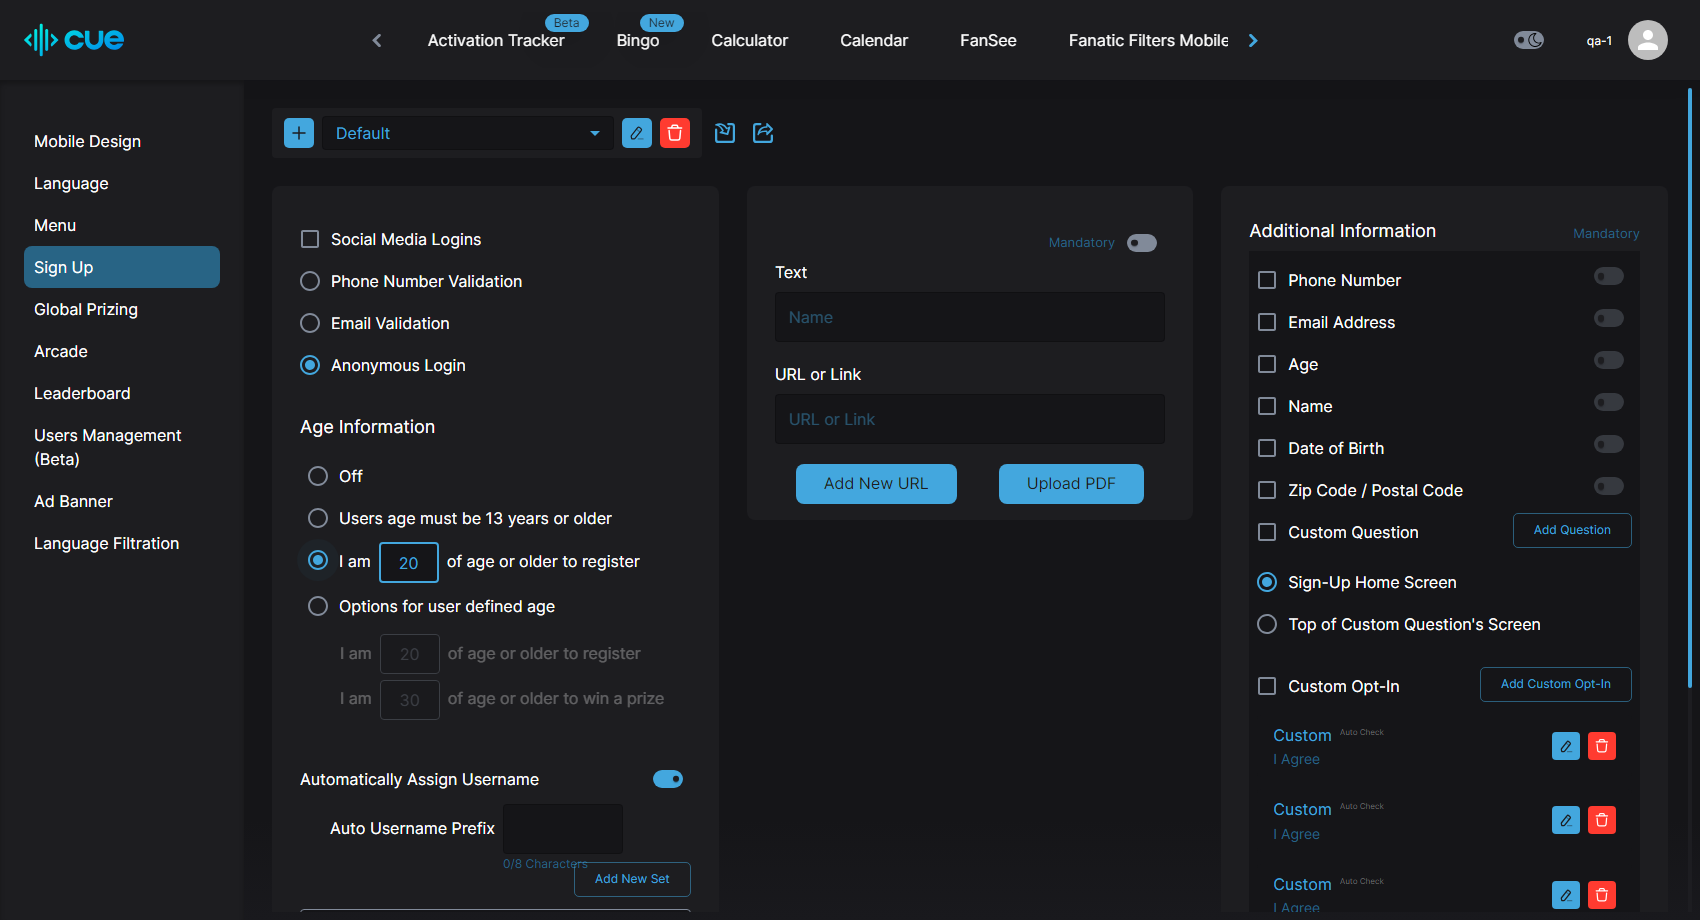 cue
Activation Tracker
Beta
Bingo
New
Calculator
Calendar
FanSee
Fanatic Filters Mobile
qa-1
Mobile Design
Language
Menu
Sign Up
Global Prizing
Arcade
Leaderboard
Users Management
(Beta)
Ad Banner
Language Filtration
Default
Social Media Logins
Phone Number Validation
Email Validation
Anonymous Login
Age Information
Off
Users age must be 13 years or older
I am 20 of age or older to register
Options for user defined age
I am 20 of age or older to register
I am 30 of age or older to win a prize
Automatically Assign Username
Auto Username Prefix
0/8 Characters
Add New Set
Mandatory
Text
Name
URL or Link
URL or Link
Add New URL
Upload PDF
Additional Information
Mandatory
Phone Number
Email Address
Age
Name
Date of Birth
Zip Code / Postal Code
Custom Question
Add Question
Sign-Up Home Screen
Top of Custom Question's Screen
Custom Opt-In
Add Custom Opt-In
Custom Auto Check
I Agree
Custom Auto Check
I Agree
Custom Auto Check
I Agree